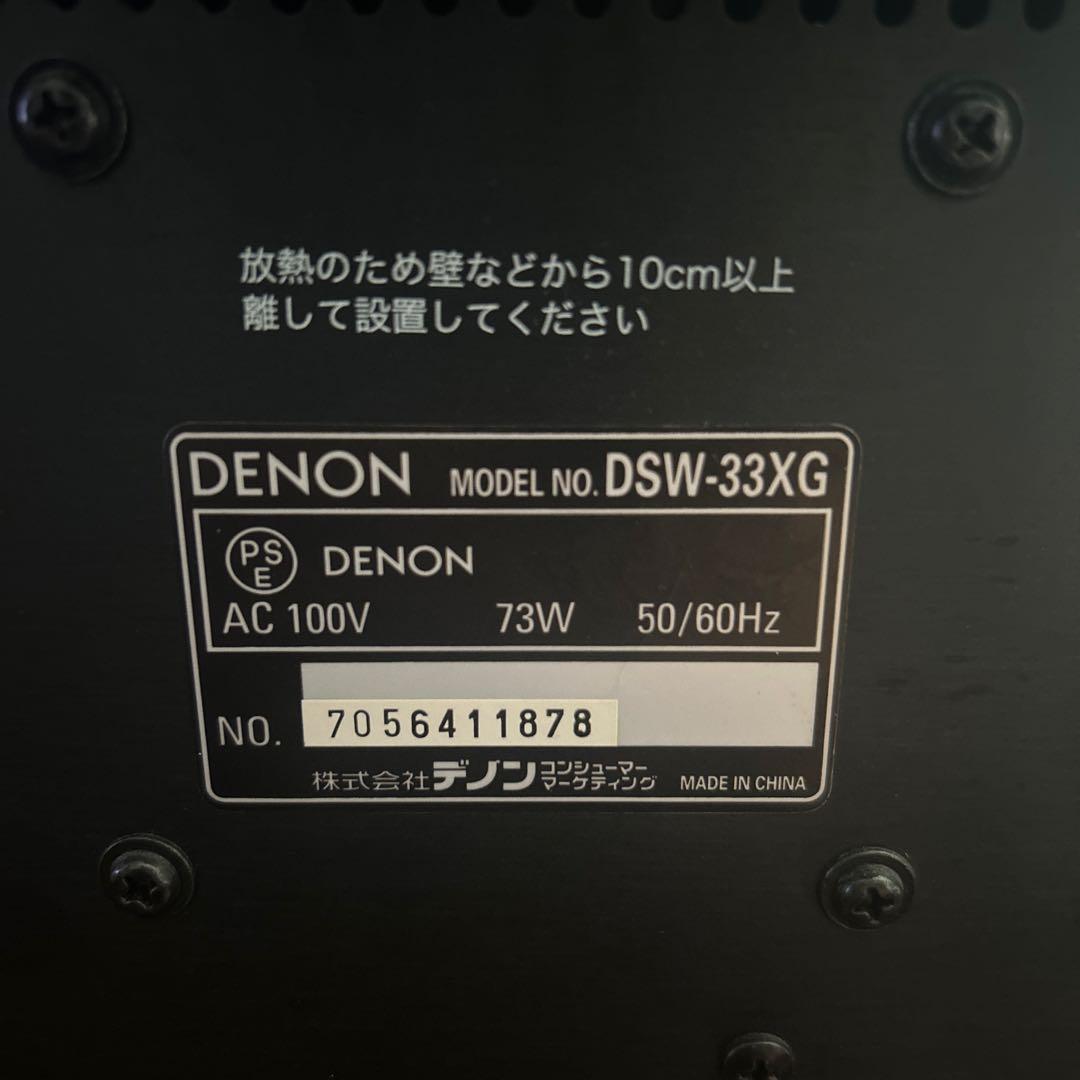 放熱のため壁などから10cm以上
離して設置してください
DENON MODEL NO. DSW-33XG
PSE DENON
AC 100V 73W 50/60Hz
NO. 7056411878
株式会社デノン コンシューマー マーケティング MADE IN CHINA